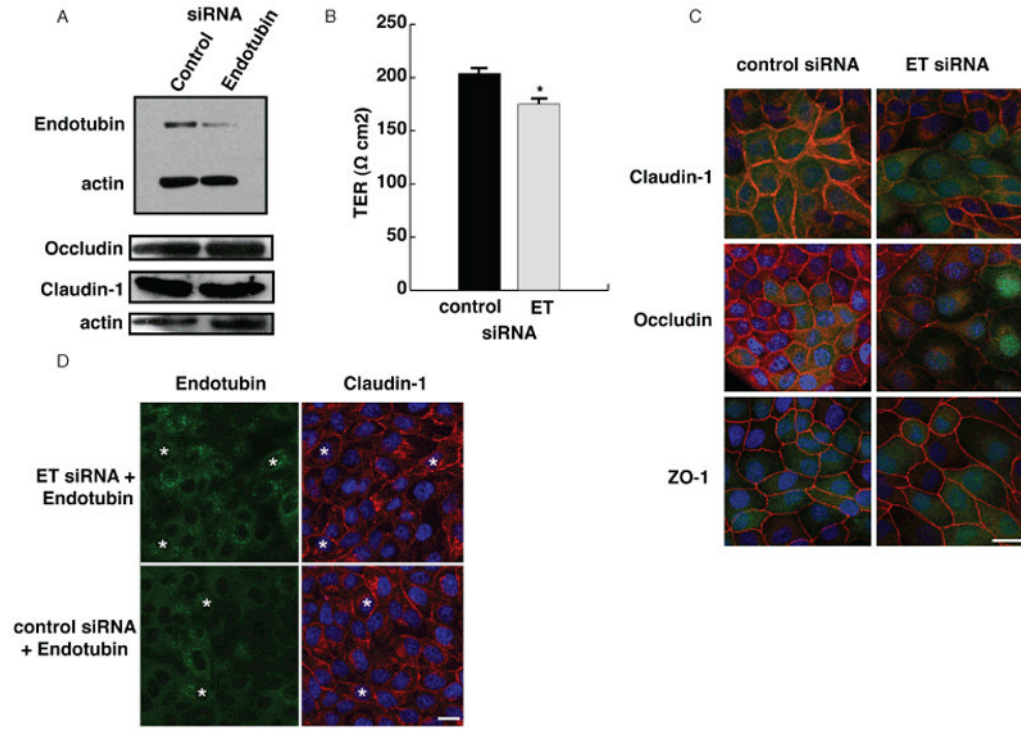 A
siRNA
Control
Endotubin
Endotubin
actin
Occludin
Claudin-1
actin
B
250
200
150
100
50
0
TER (Ω cm2)
*
control
ET
siRNA
C
control siRNA
ET siRNA
Claudin-1
Occludin
ZO-1
D
Endotubin
Claudin-1
ET siRNA +
Endotubin
* * *
* * *
control siRNA
+ Endotubin
* *
* *